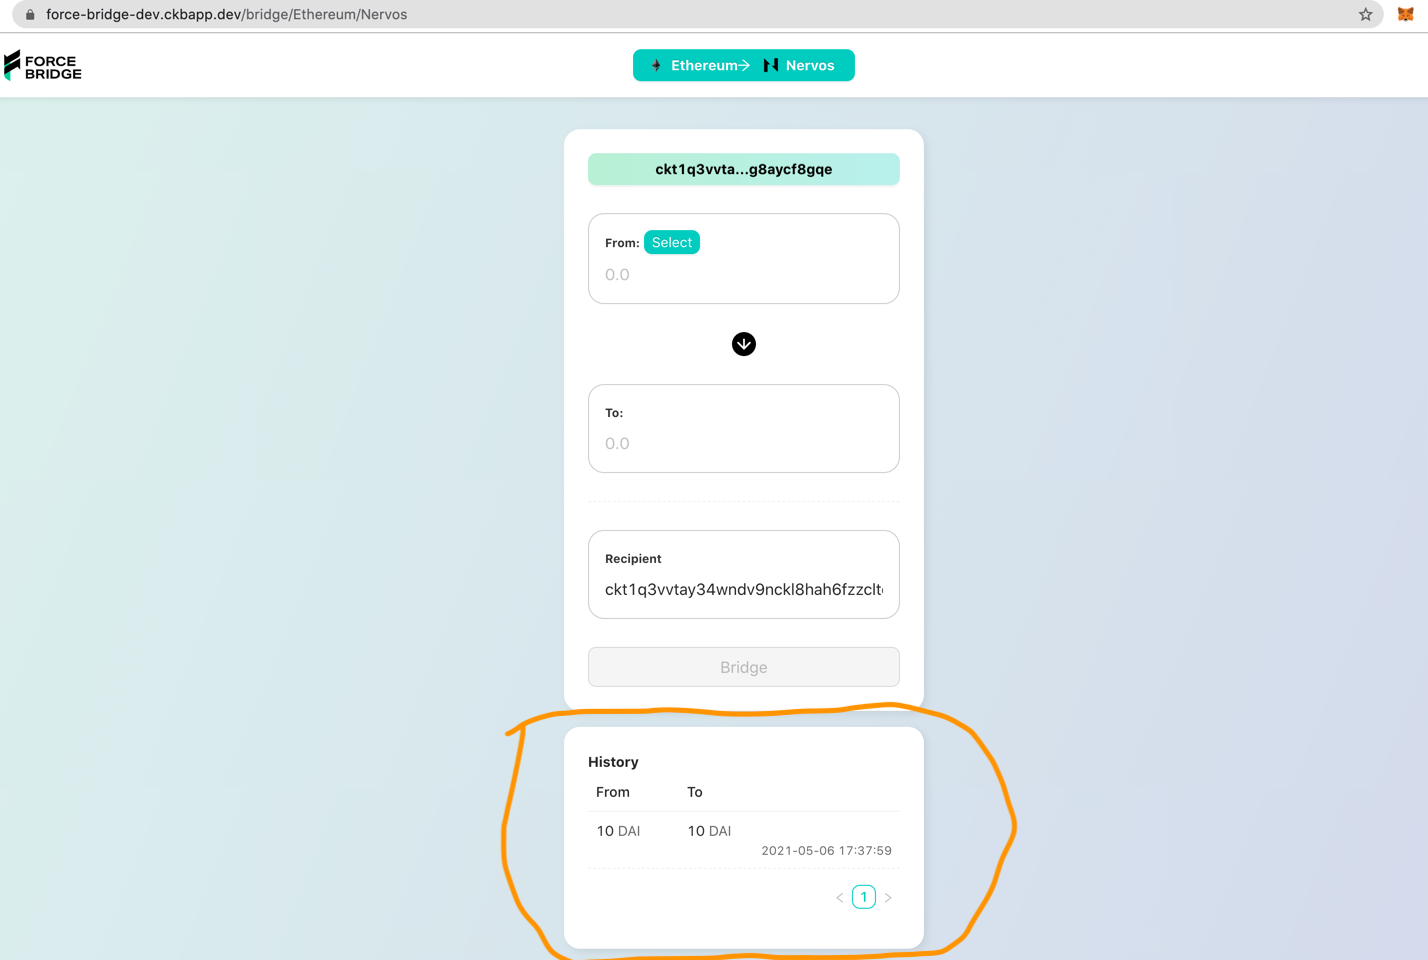 force-bridge-dev.ckbapp.dev/bridge/Ethereum/Nervos
FORCE
BRIDGE
Ethereum→ Nervos
ckt1q3vvta...g8aycf8gqe
From: Select
0.0
To:
0.0
Recipient
ckt1q3vvtay34wndv9nckl8hah6fzzclt
Bridge
History
From To
10 DAI 10 DAI
2021-05-06 17:37:59
< 1 >